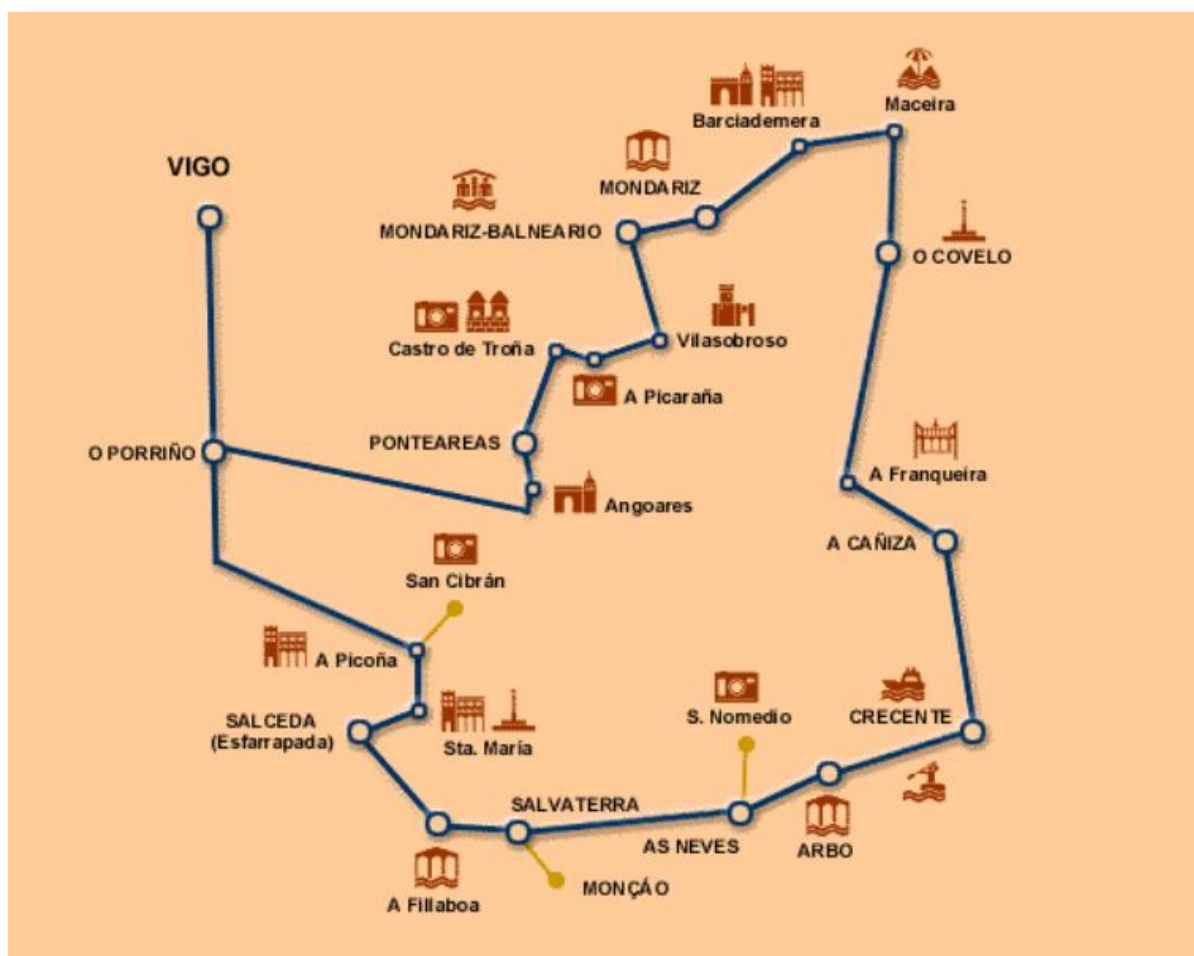 Maceira
Barciademera
VIGO
MONDARIZ
MONDARIZ-BALNEARIO
O COVELO
Castro de Troña
Vilasobroso
A Picaraña
PONTEAREAS
O PORRIÑO
A Franqueira
Angoares
A CAÑIZA
San Cibrán
A Picoña
S. Nomedio
CRECENTE
SALCEDA
(Esfarrapada)
Sta. María
SALVATERRA
AS NEVES
ARBO
MONÇÁO
A Fillaboa